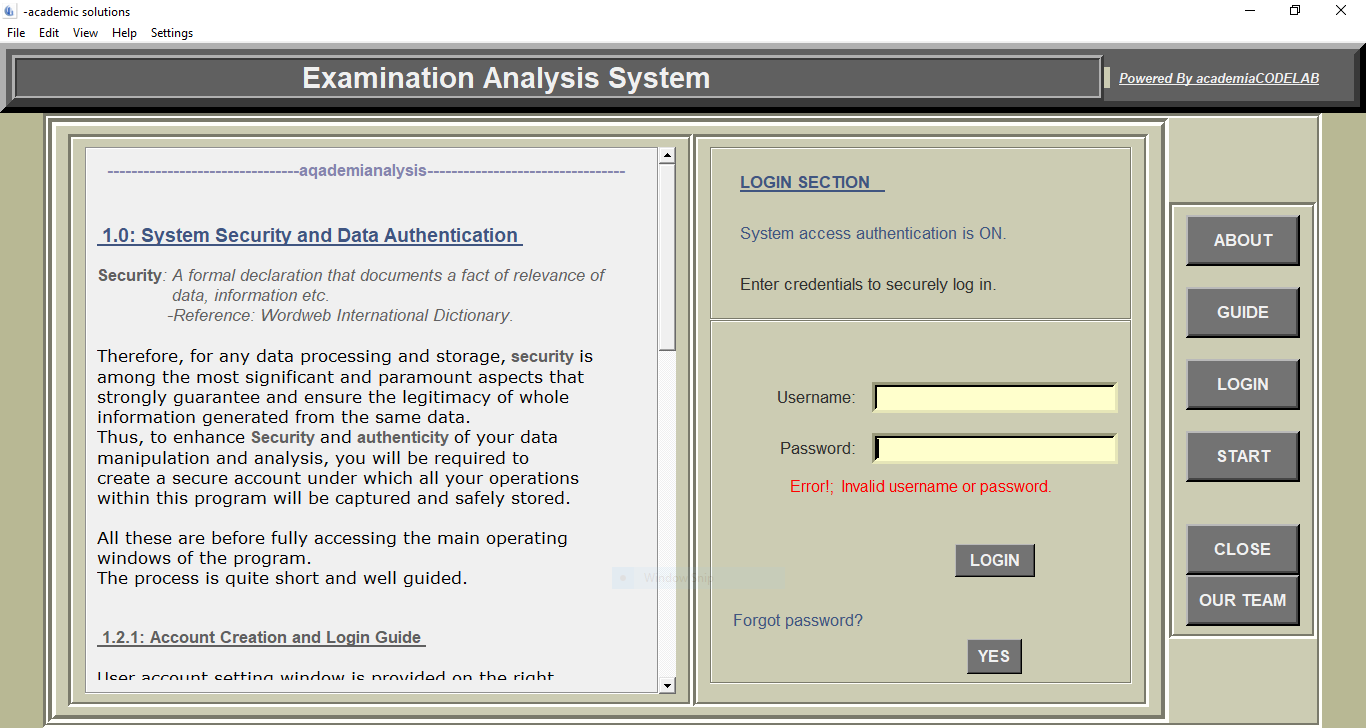 -academic solutions
File Edit View Help Settings
Examination Analysis System
Powered By academiaCODELAB
--------------------------------aqademianalysis---------------------------------
1.0: System Security and Data Authentication
Security: A formal declaration that documents a fact of relevance of
data, information etc.
-Reference: Wordweb International Dictionary.
Therefore, for any data processing and storage, security is
among the most significant and paramount aspects that
strongly guarantee and ensure the legitimacy of whole
information generated from the same data.
Thus, to enhance Security and authenticity of your data
manipulation and analysis, you will be required to
create a secure account under which all your operations
within this program will be captured and safely stored.
All these are before fully accessing the main operating
windows of the program.
The process is quite short and well guided.
1.2.1: Account Creation and Login Guide
User account setting window is provided on the right
LOGIN SECTION
System access authentication is ON.
Enter credentials to securely log in.
Username:
Password:
Error!; Invalid username or password.
LOGIN
Forgot password?
YES
Window Snip
ABOUT
GUIDE
LOGIN
START
CLOSE
OUR TEAM